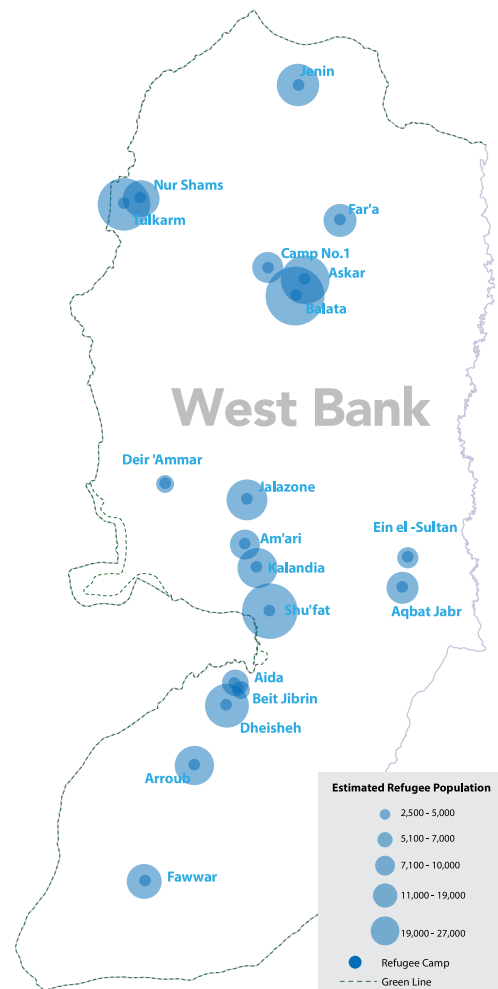 Jenin
Nur Shams
Tulkarm
Far'a
Camp No.1
Askar
Balata
West Bank
Deir 'Ammar
Jalazone
Ein el -Sultan
Am'ari
Kalandia
Aqbat Jabr
Shu'fat
Aida
Beit Jibrin
Dheisheh
Arroub
Fawwar
Estimated Refugee Population
2,500 - 5,000
5,100 - 7,000
7,100 - 10,000
11,000 - 19,000
19,000 - 27,000
Refugee Camp
Green Line